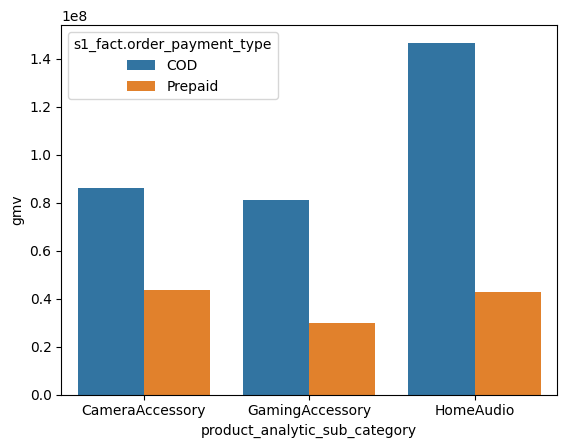 1e8
s1_fact.order_payment_type
COD
Prepaid
1.4
1.2
1.0
0.8
0.6
0.4
0.2
0.0
gmv
CameraAccessory GamingAccessory HomeAudio
product_analytic_sub_category